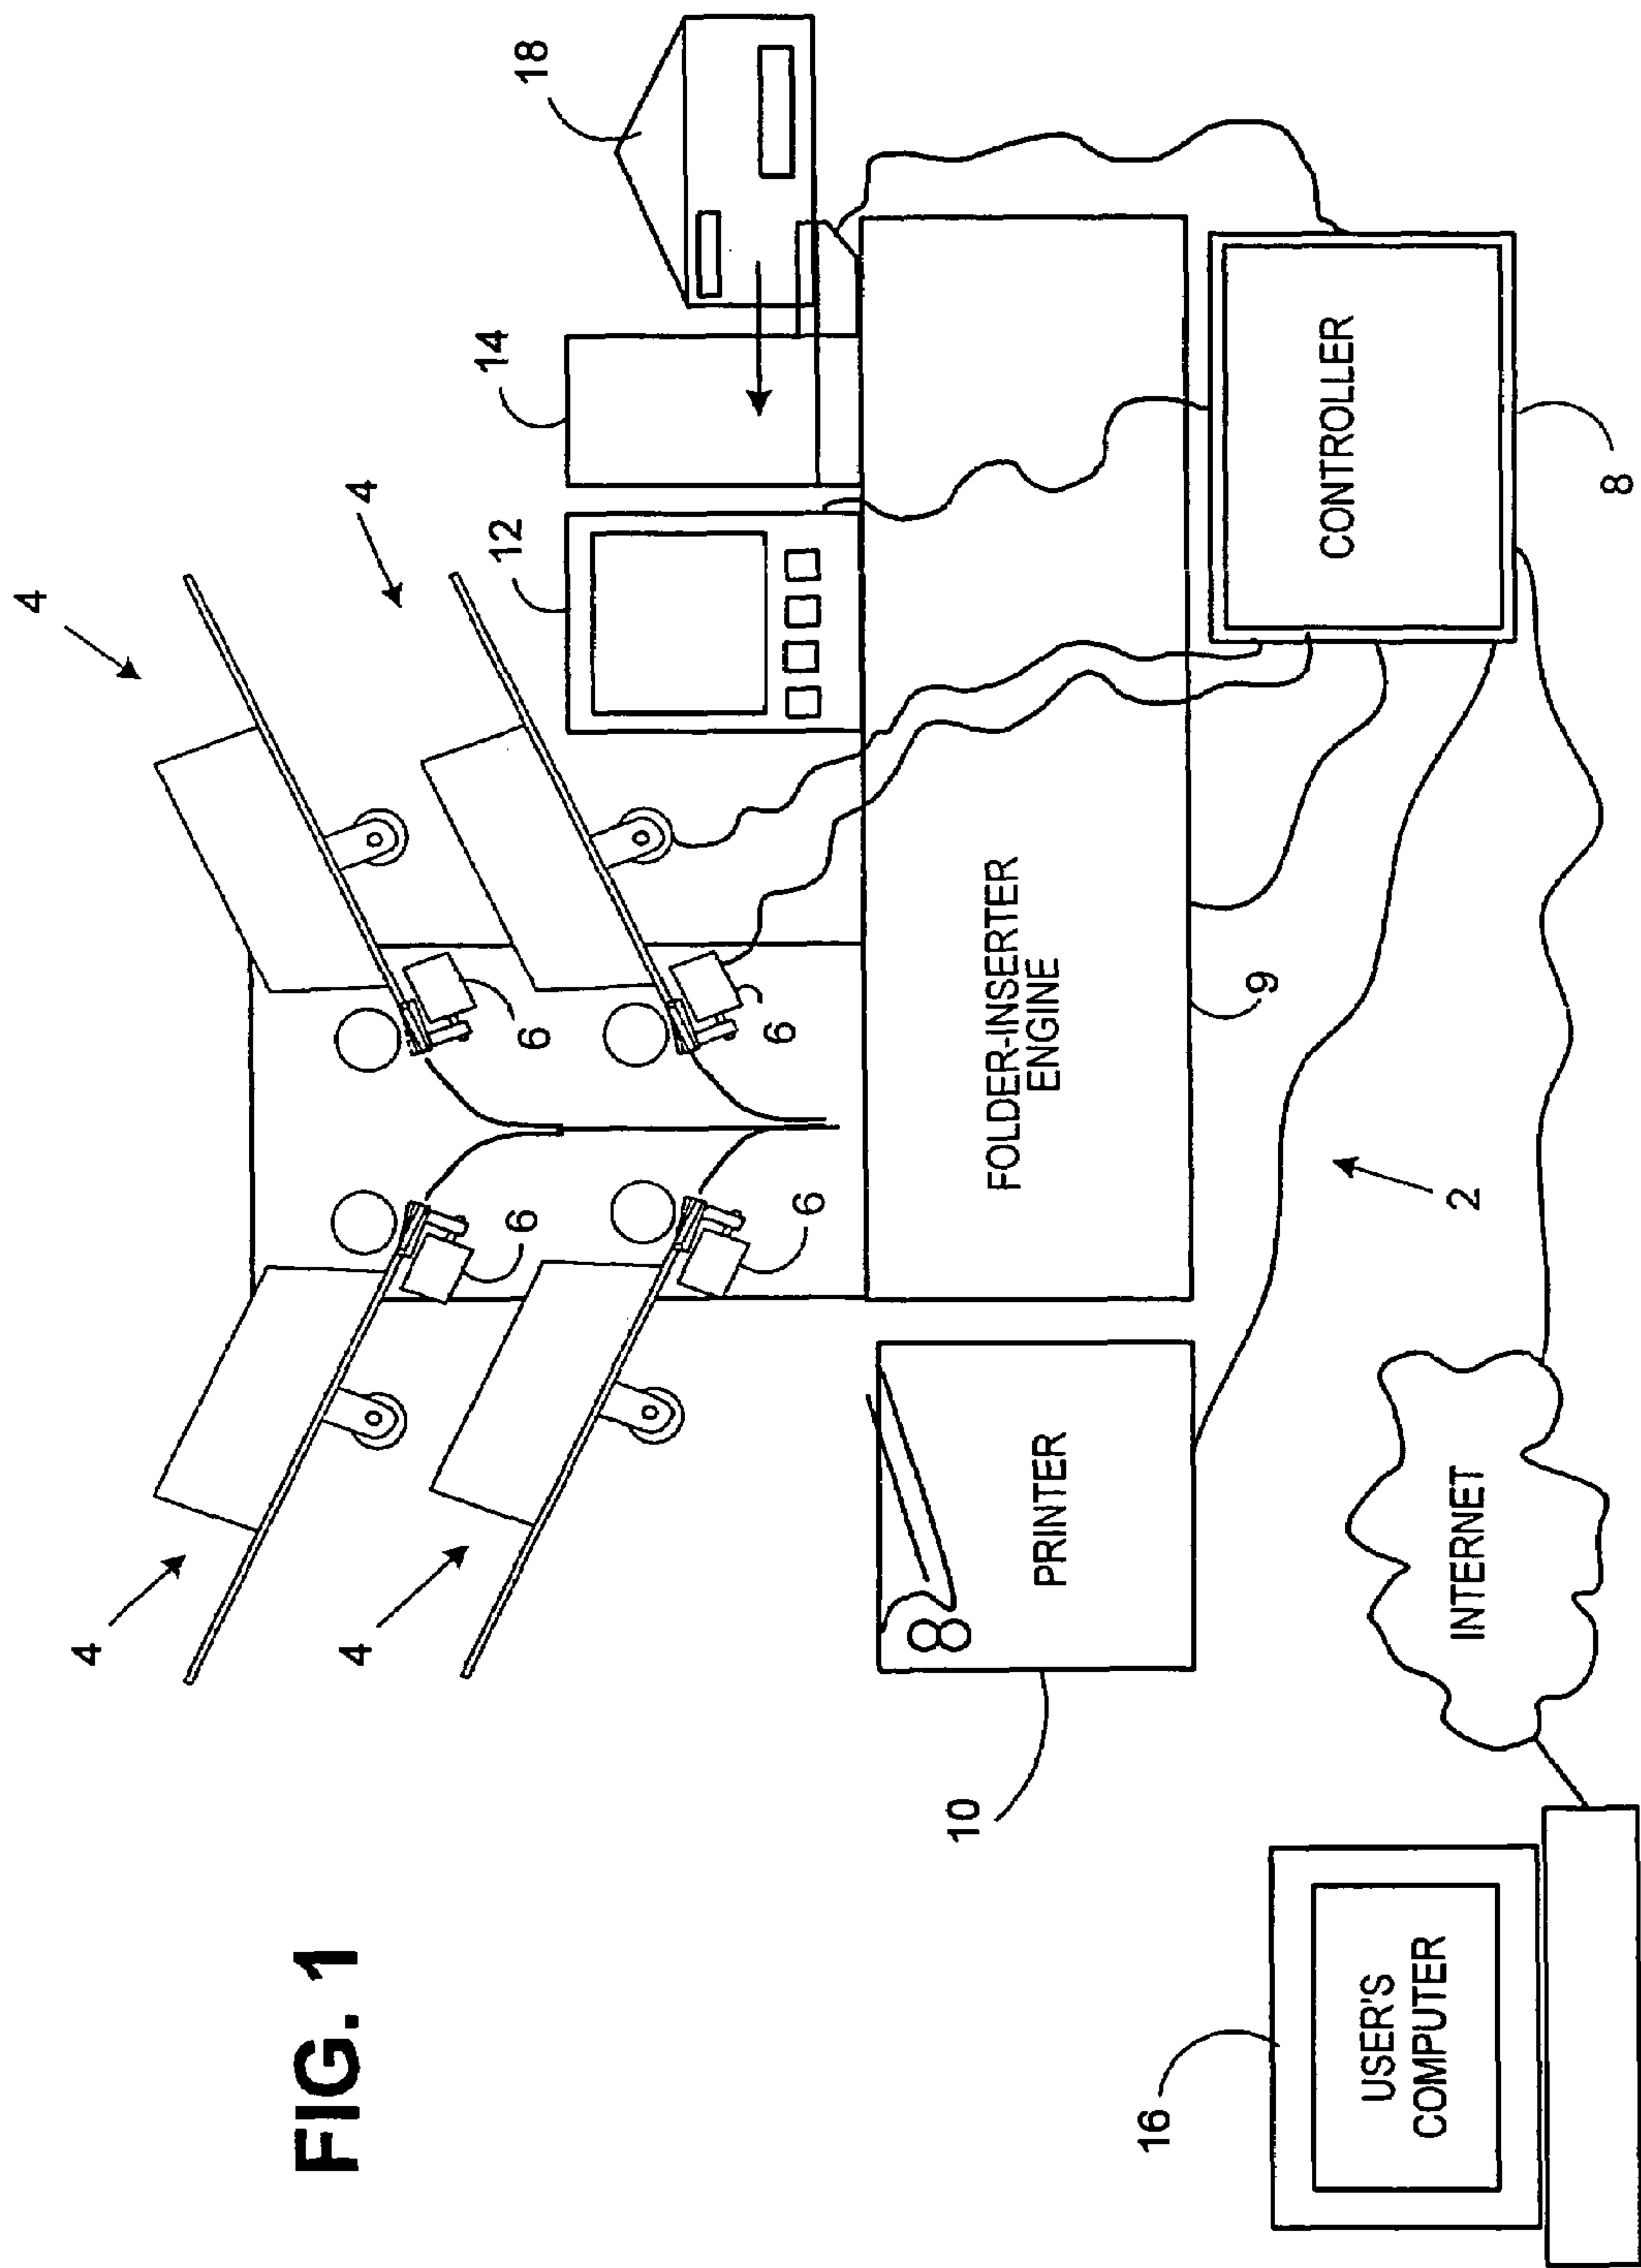 FIG. 1
4
4
4
4
6
6
6
6
12
14
18
FOLDER-INSERTER
ENGINE
9
PRINTER
10
CONTROLLER
8
2
INTERNET
USER'S
COMPUTER
16